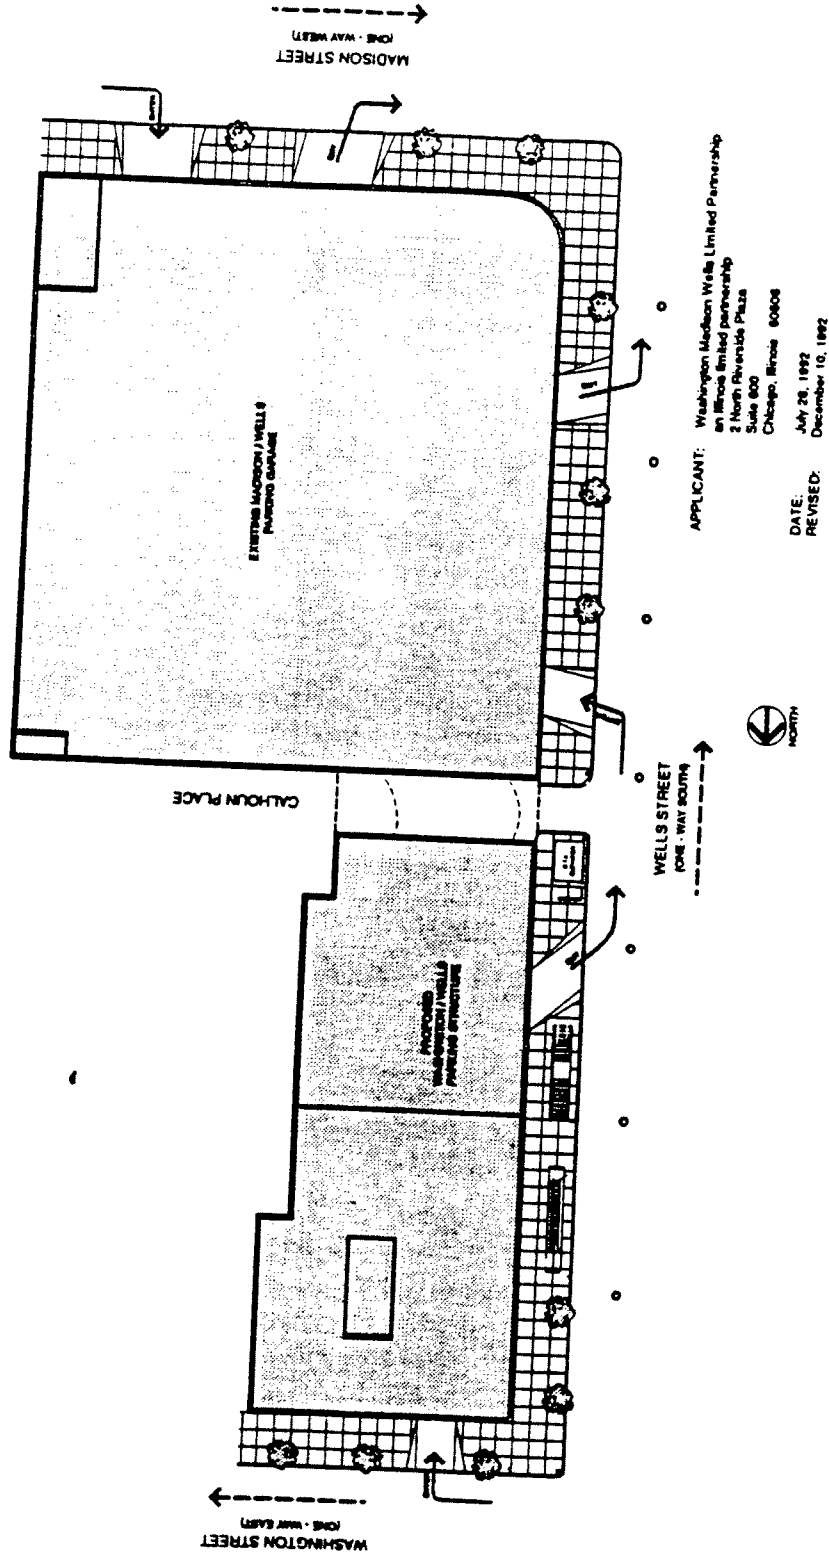 MADISON STREET
(ONE - WAY WEST)
ENTER
EXIT
EXISTING MADISON / WELLS
PARKING GARAGE
CALHOUN PLACE
PROPOSED
WASHINGTON / WELLS
PARKING STRUCTURE
WELLS STREET
(ONE - WAY SOUTH)
NORTH
WASHINGTON STREET
(ONE - WAY EAST)
APPLICANT: Washington Madison Wells Limited Partnership
an Illinois limited partnership
2 North Riverside Plaza
Suite 600
Chicago, Illinois 60606
DATE: July 28, 1992
REVISED: December 10, 1992